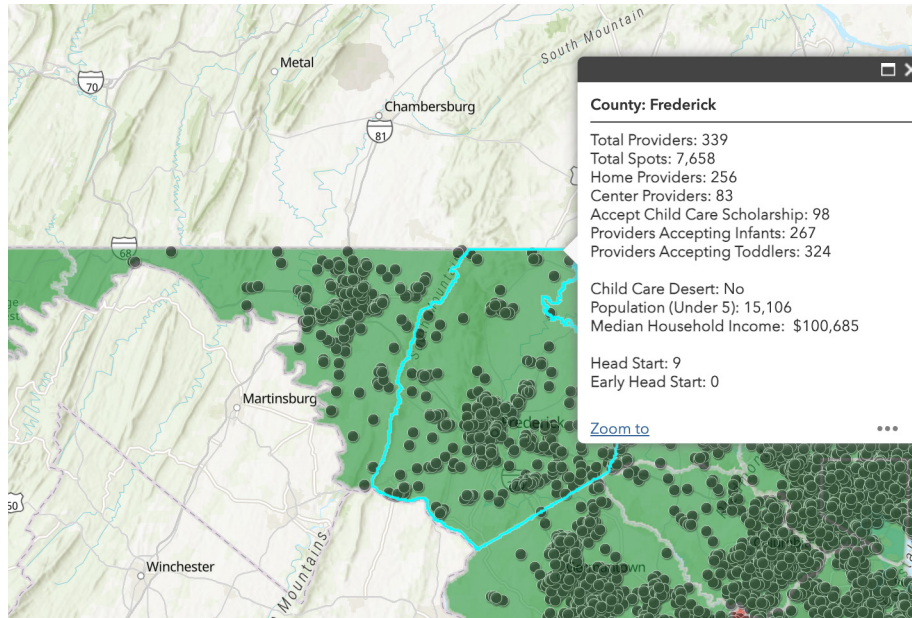 South Mountain
Metal
70
Chambersburg
81
68
Martinsburg
Frederick
Winchester
Mountains
50
County: Frederick
Total Providers: 339
Total Spots: 7,658
Home Providers: 256
Center Providers: 83
Accept Child Care Scholarship: 98
Providers Accepting Infants: 267
Providers Accepting Toddlers: 324
Child Care Desert: No
Population (Under 5): 15,106
Median Household Income: $100,685
Head Start: 9
Early Head Start: 0
Zoom to